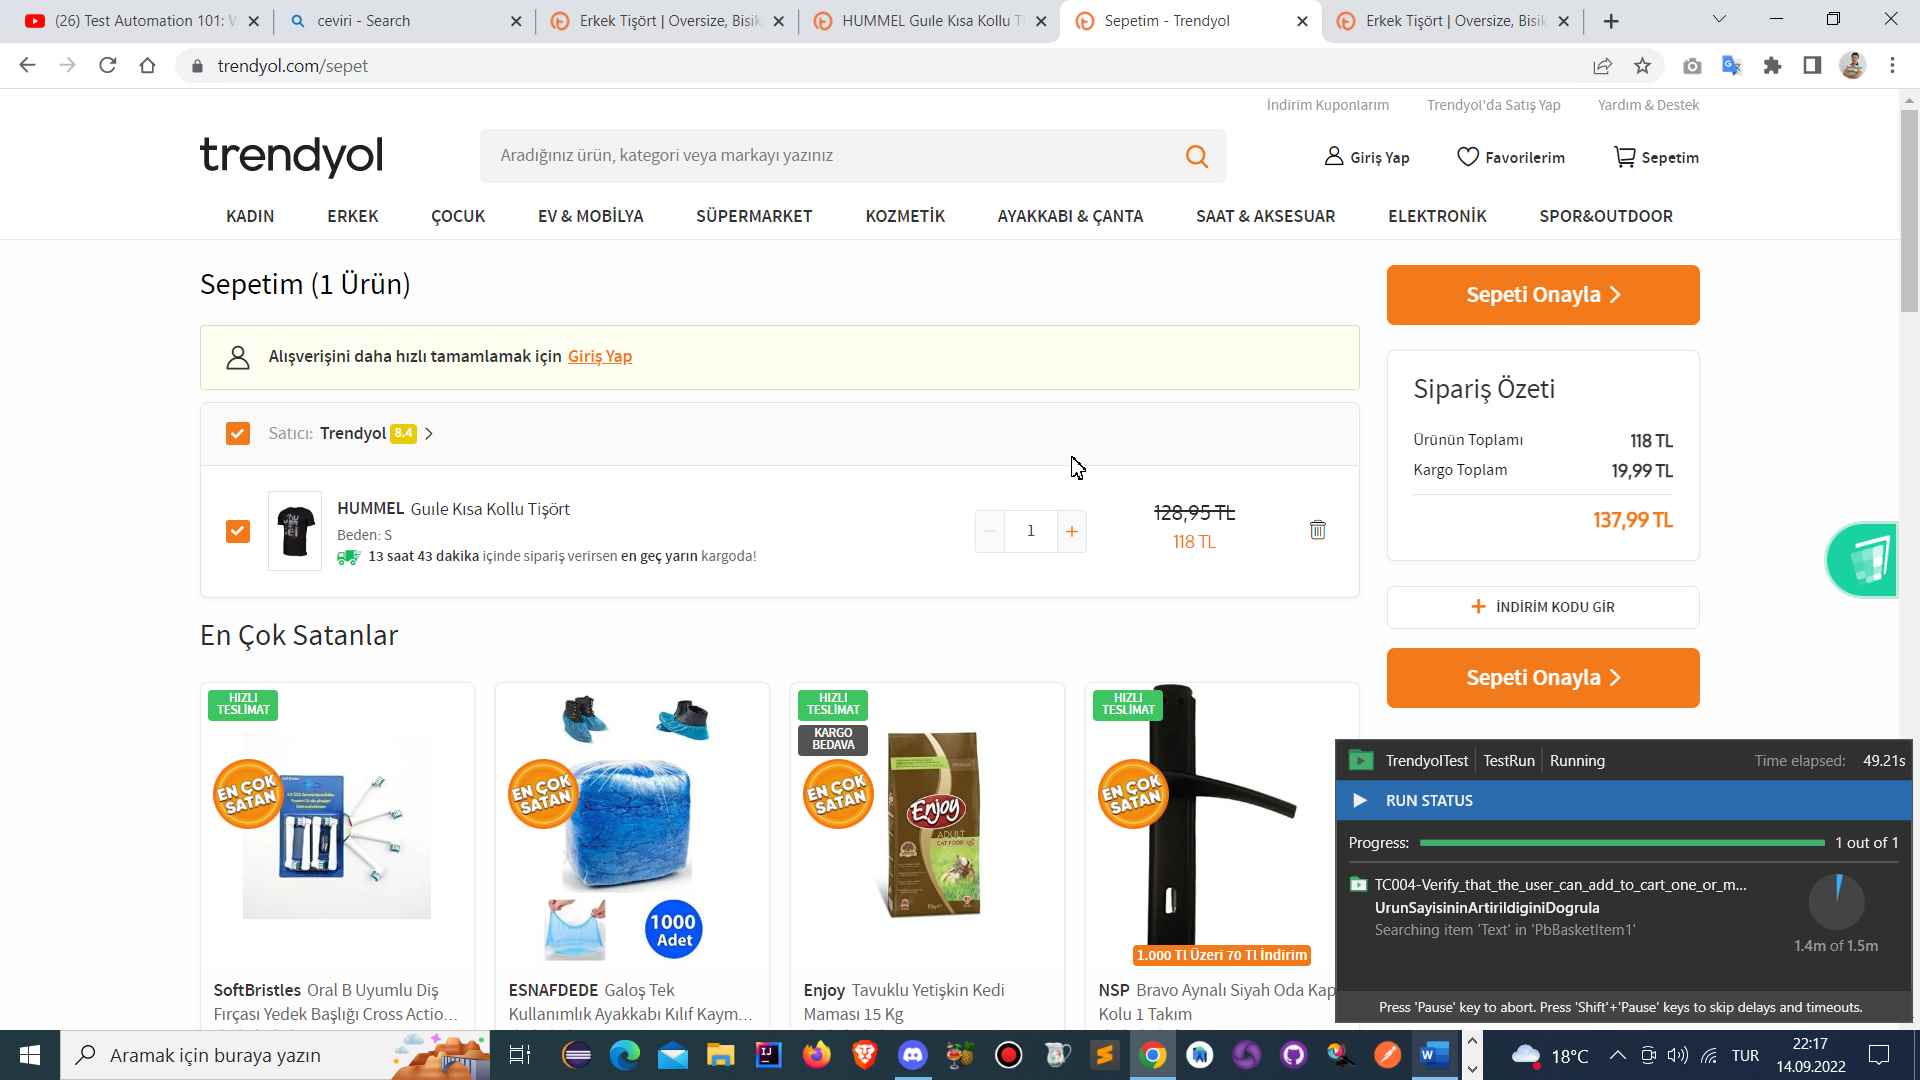 (26) Test Automation 101:
ceviri - Search
Erkek Tişört | Oversize, Bisik
HUMMEL Guıle Kısa Kollu T
Sepetim - Trendyol
Erkek Tişört | Oversize, Bisik
trendyol.com/sepet
İndirim Kuponlarım
Trendyol'da Satış Yap
Yardım & Destek
trendyol
Aradığınız ürün, kategori veya markayı yazınız
Giriş Yap
Favorilerim
Sepetim
KADIN
ERKEK
ÇOCUK
EV & MOBİLYA
SÜPERMARKET
KOZMETİK
AYAKKABI & ÇANTA
SAAT & AKSESUAR
ELEKTRONİK
SPOR&OUTDOOR
Sepetim (1 Ürün)
Sepeti Onayla
Alışverişini daha hızlı tamamlamak için Giriş Yap
Sipariş Özeti
Ürünün Toplamı 118 TL
Kargo Toplam 19,99 TL
137,99 TL
Satıcı: Trendyol 8.4
HUMMEL Guıle Kısa Kollu Tişört
Beden: S
13 saat 43 dakika içinde sipariş verirsen en geç yarın kargoda!
1
128,95 TL
118 TL
+ İNDİRİM KODU GİR
Sepeti Onayla
En Çok Satanlar
HIZLI
TESLİMAT
EN ÇOK
SATAN
SoftBristles Oral B Uyumlu Diş
Fırçası Yedek Başlığı Cross Actio...
EN ÇOK
SATAN
1000
Adet
ESNAFDEDE Galoş Tek
Kullanımlık Ayakkabı Kılıf Kaym...
HIZLI
TESLİMAT
KARGO
BEDAVA
EN ÇOK
SATAN
Enjoy
ADULT
CAT FOOD
Enjoy Tavuklu Yetişkin Kedi
Maması 15 Kg
HIZLI
TESLİMAT
EN ÇOK
SATAN
1.000 Tl Üzeri 70 Tl İndirim
NSP Bravo Aynalı Siyah Oda Kap
Kolu 1 Takım
TrendyolTest TestRun Running Time elapsed: 49.21s
RUN STATUS
Progress: 1 out of 1
TC004-Verify_that_the_user_can_add_to_cart_one_or_m...
UrunSayisininArtirildiginiDogrula
Searching item 'Text' in 'PbBasketItem1'
1.4m of 1.5m
Press 'Pause' key to abort. Press 'Shift'+'Pause' keys to skip delays and timeouts.
Aramak için buraya yazın
18°C
TUR
22:17
14.09.2022